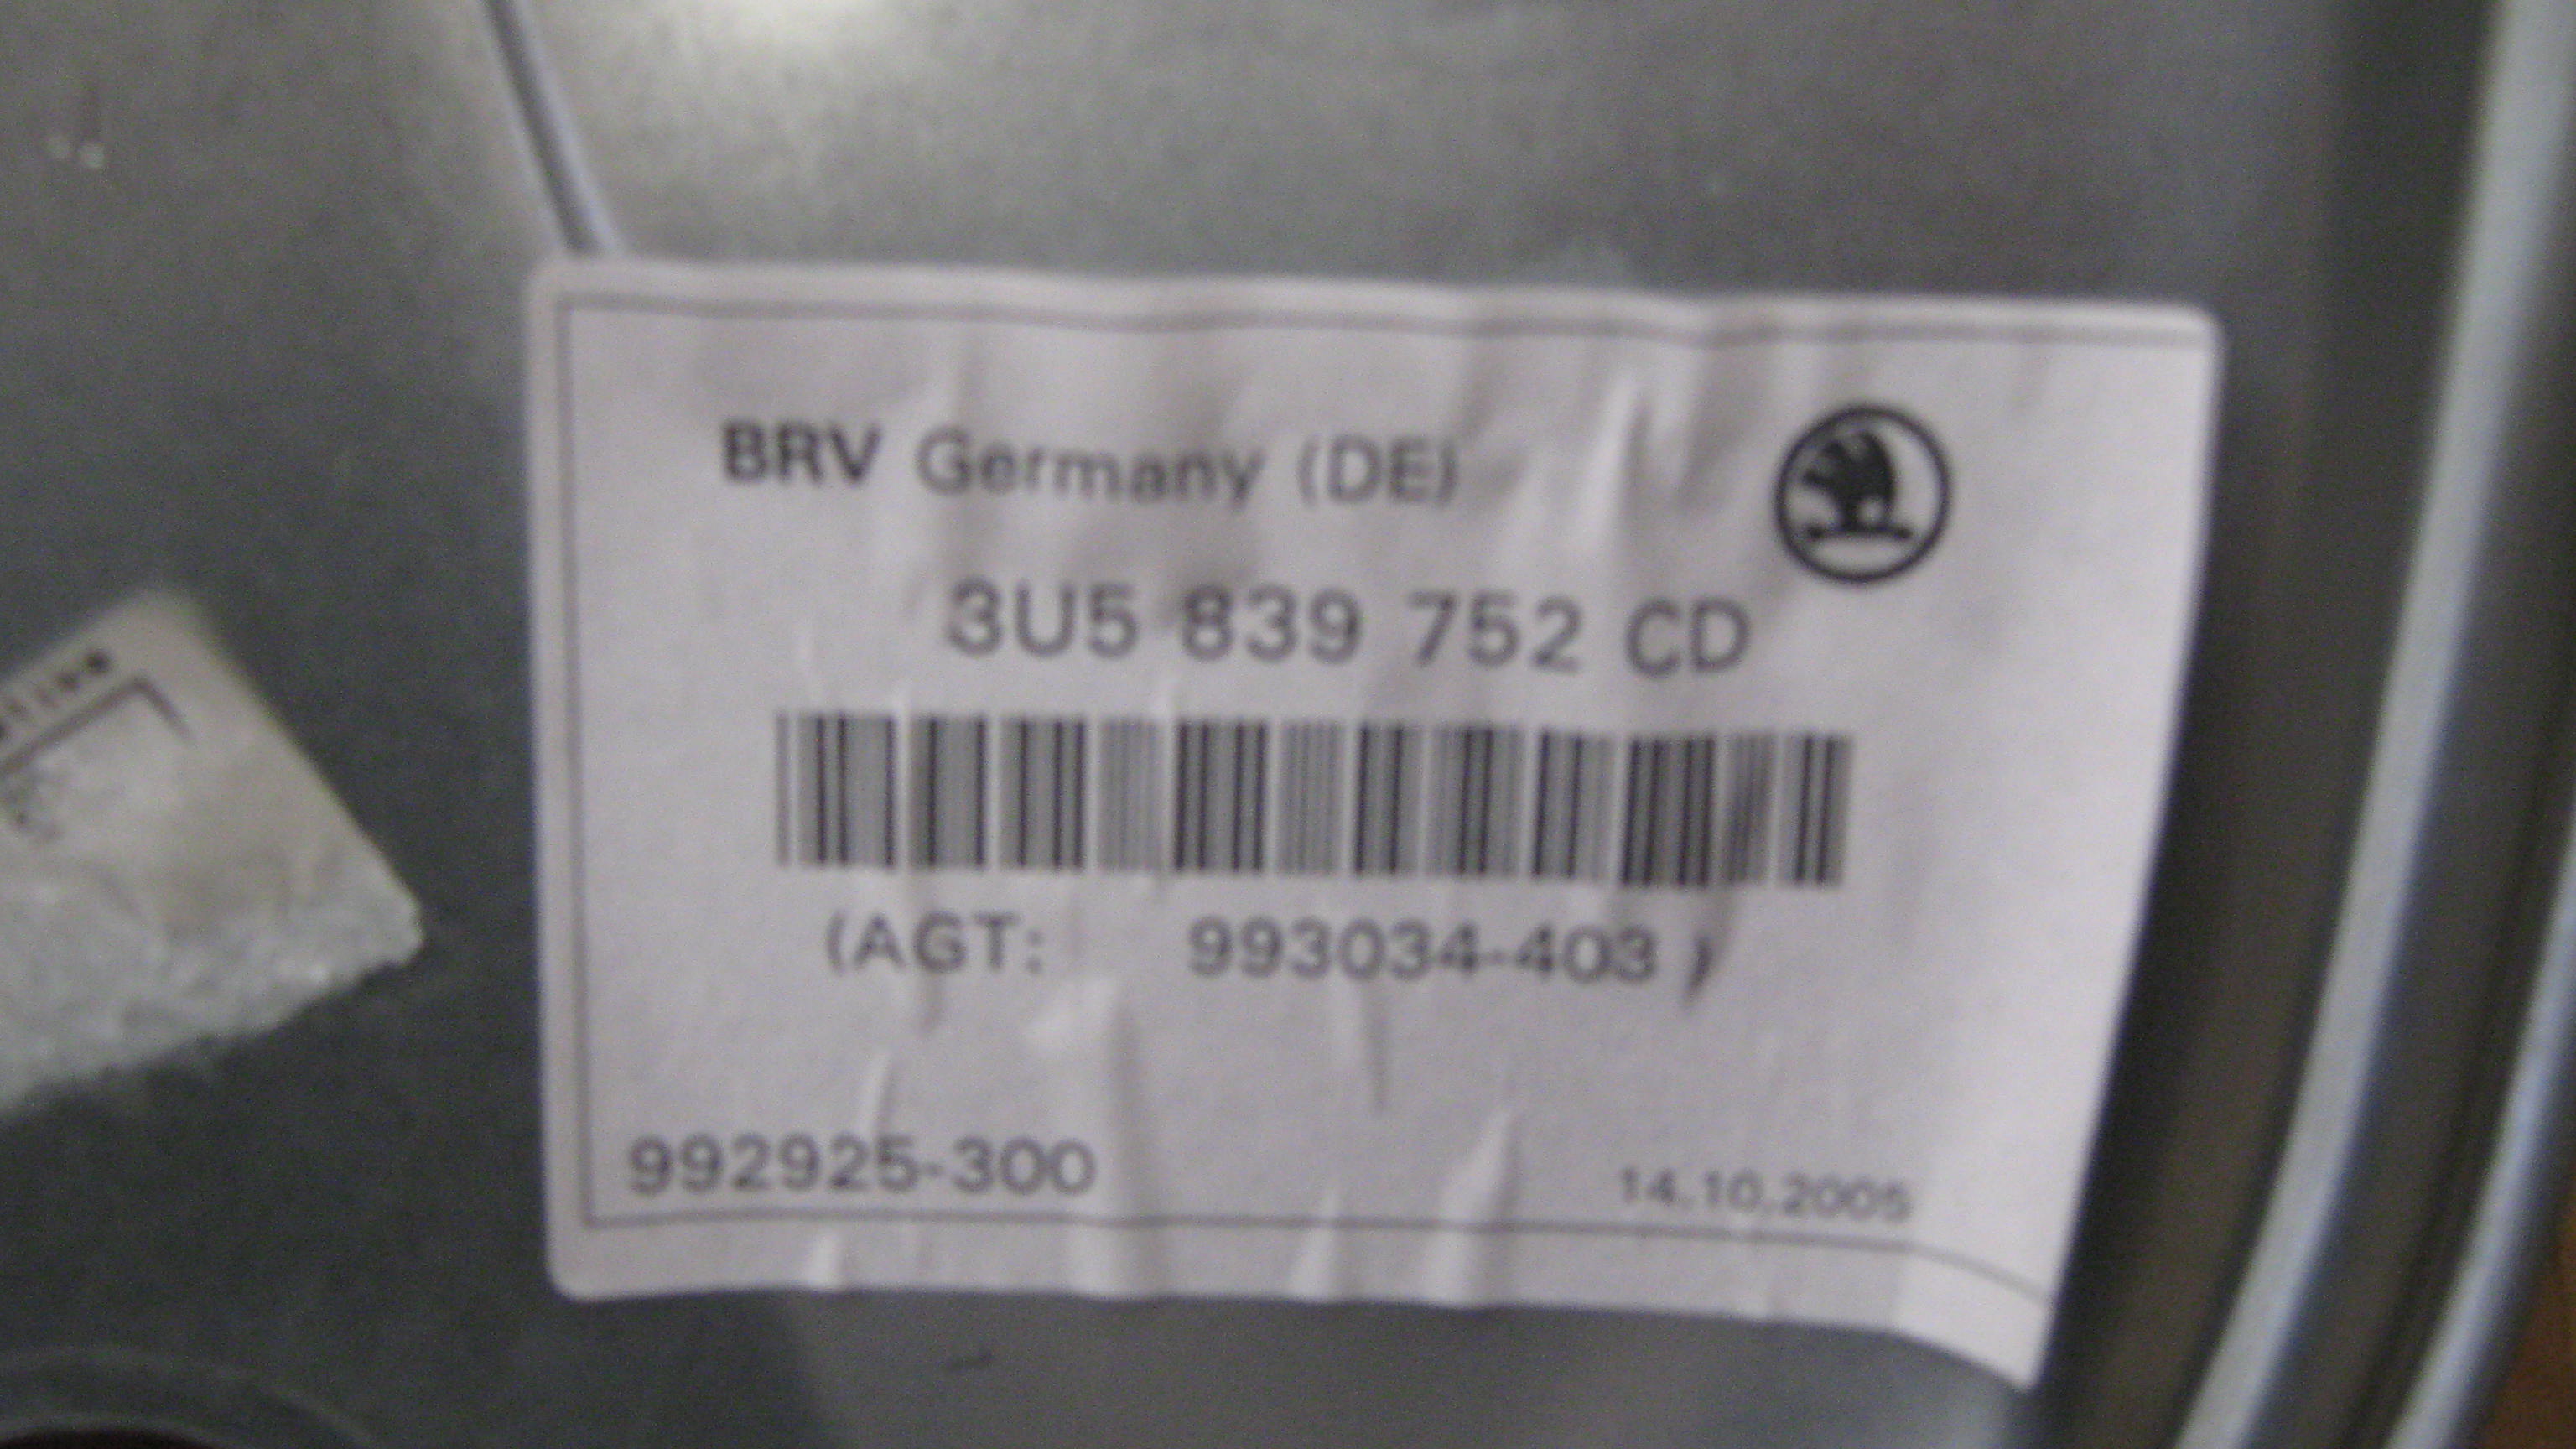 BRV Germany (DE)
3U5 839 752 CD
(AGT: 993034-403 )
992925-300
14.10.2005